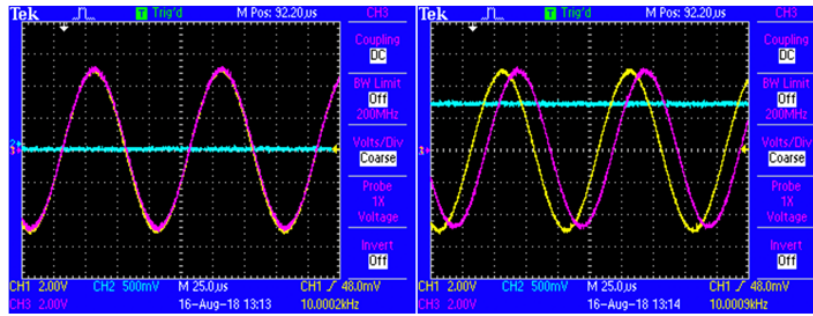 Tek T Trig'd M Pos: 92.20µs CH3
Coupling
DC
BW Limit
Off
200MHz
Volts/Div
Coarse
Probe
1X
Voltage
Invert
Off
CH1 2.00V CH2 500mV M 25.0µs CH1 48.0mV
CH3 2.00V 16-Aug-18 13:13 10.0002kHz
Tek T Trig'd M Pos: 92.20µs CH3
Coupling
DC
BW Limit
Off
200MHz
Volts/Div
Coarse
Probe
1X
Voltage
Invert
Off
CH1 2.00V CH2 500mV M 25.0µs CH1 48.0mV
CH3 2.00V 16-Aug-18 13:14 10.0009kHz